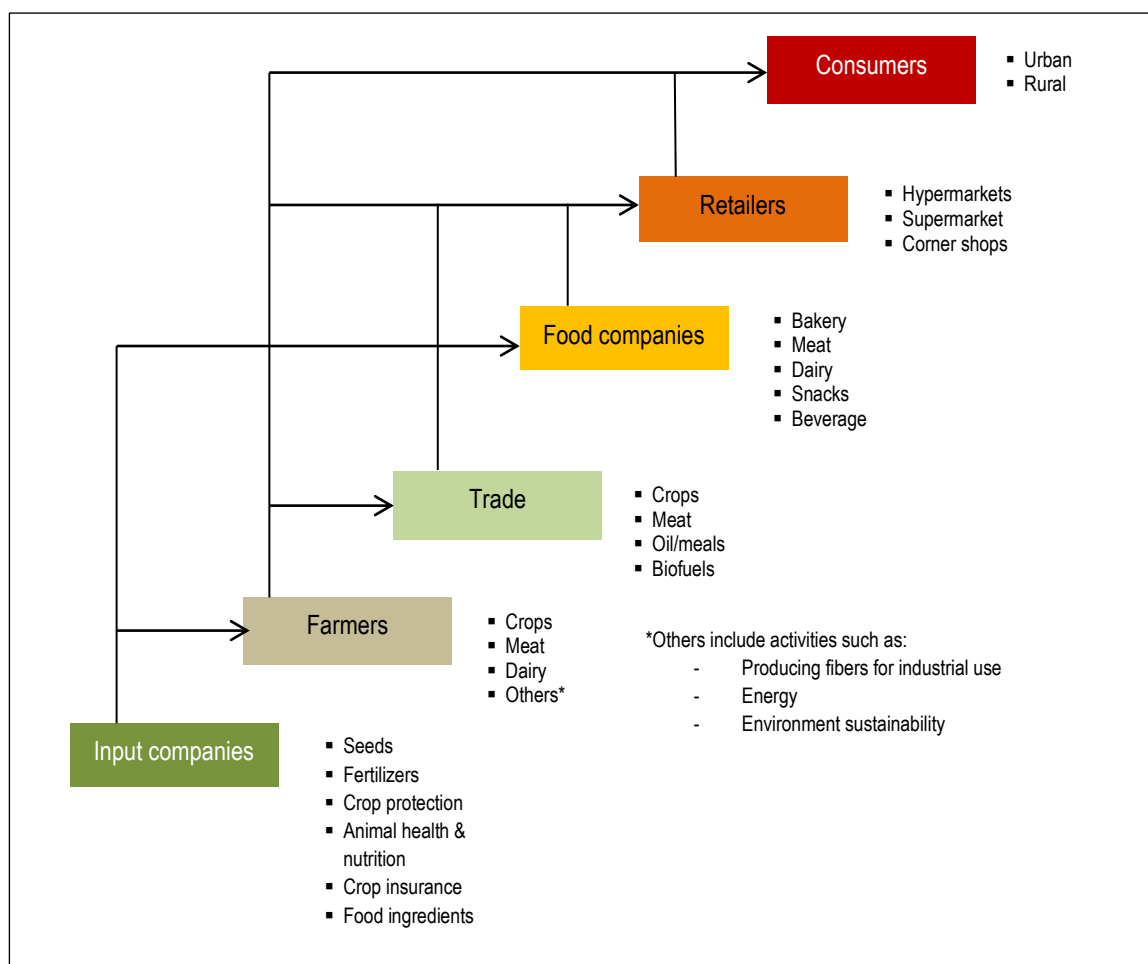 Consumers
▪ Urban
▪ Rural
Retailers
▪ Hypermarkets
▪ Supermarket
▪ Corner shops
Food companies
▪ Bakery
▪ Meat
▪ Dairy
▪ Snacks
▪ Beverage
Trade
▪ Crops
▪ Meat
▪ Oil/meals
▪ Biofuels
Farmers
▪ Crops
▪ Meat
▪ Dairy
▪ Others*
*Others include activities such as:
- Producing fibers for industrial use
- Energy
- Environment sustainability
Input companies
▪ Seeds
▪ Fertilizers
▪ Crop protection
▪ Animal health &
nutrition
▪ Crop insurance
▪ Food ingredients